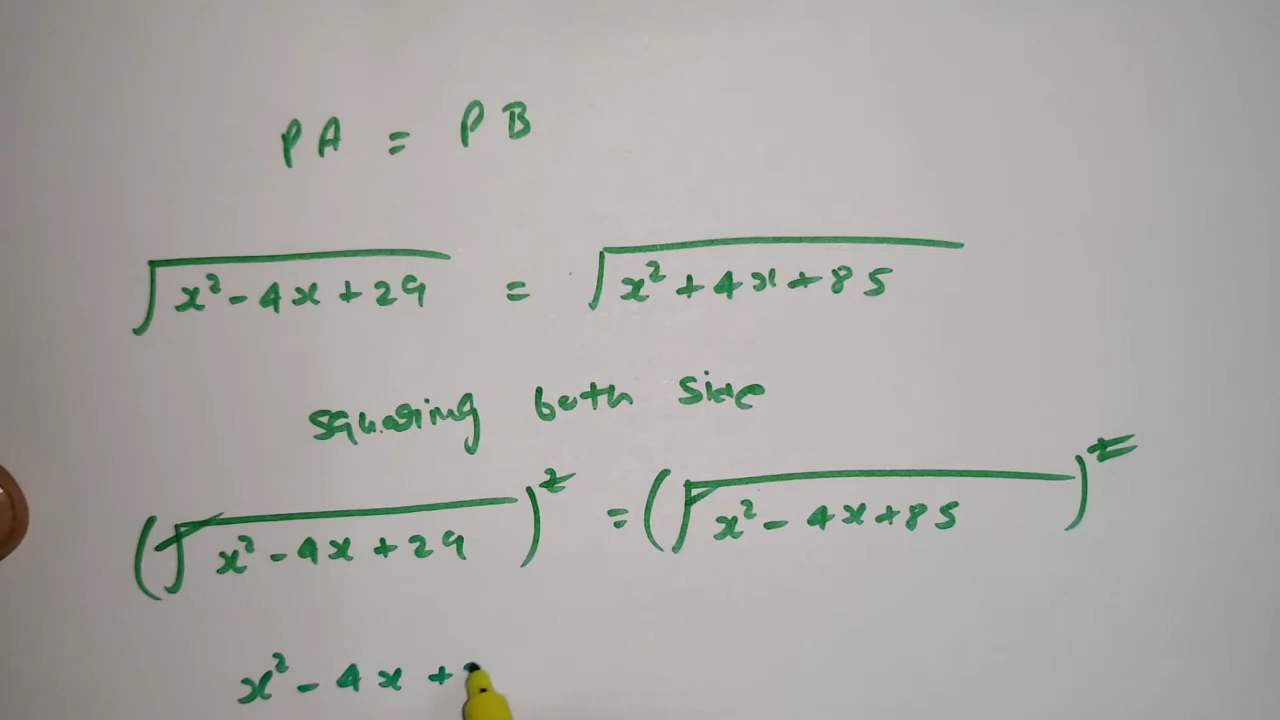 PA = PB
√x² - 4x + 29 = √x² + 4x + 85
squaring both side
(√x² - 4x + 29)² = (√x² - 4x + 85)²
x² - 4x +